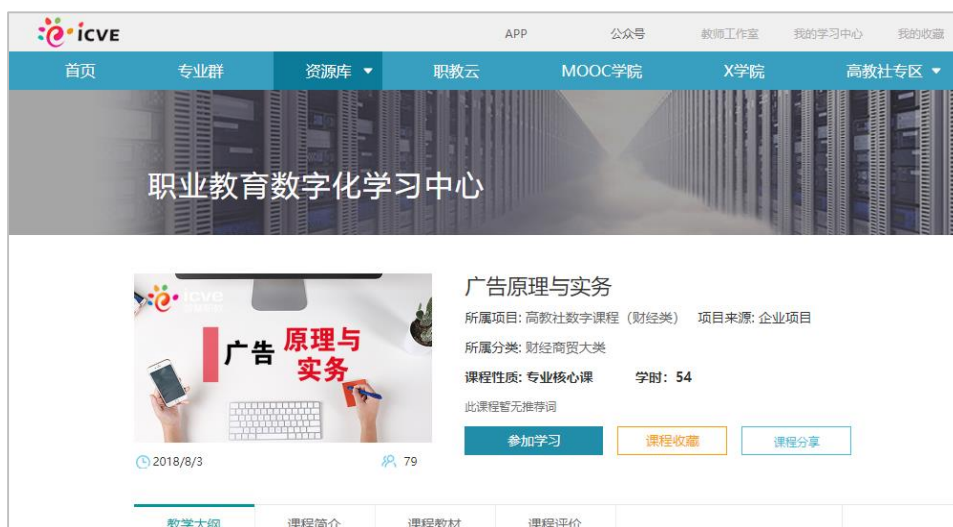 icve
APP 公众号 教师工作室 我的学习中心 我的收藏
首页 专业群 资源库 职教云 MOOC学院 X学院 高教社专区
职业教育数字化学习中心
icve
广告 原理与
实务
2018/8/3 79
广告原理与实务
所属项目: 高教社数字课程（财经类） 项目来源: 企业项目
所属分类: 财经商贸大类
课程性质: 专业核心课 学时: 54
此课程暂无推荐词
参加学习 课程收藏 课程分享
教学大纲 课程简介 课程教材 课程评价